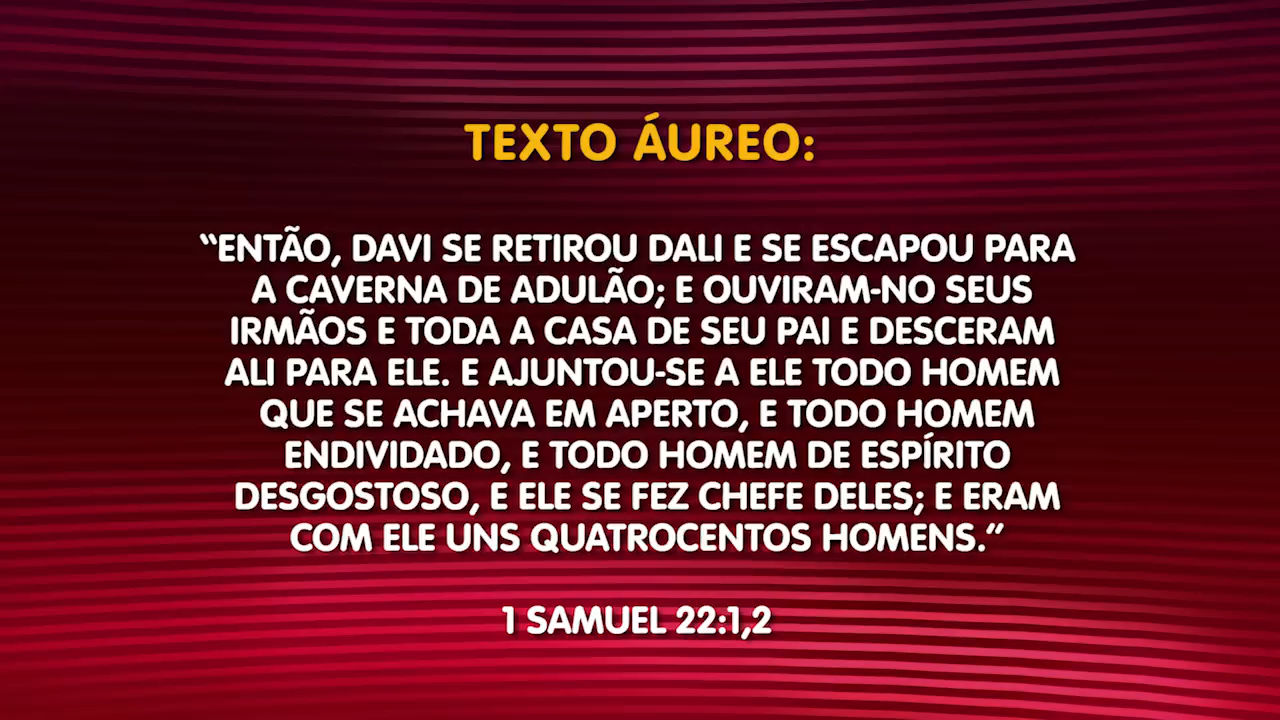 TEXTO ÁUREO:
“ENTÃO, DAVI SE RETIROU DALI E SE ESCAPOU PARA
A CAVERNA DE ADULÃO; E OUVIRAM-NO SEUS
IRMÃOS E TODA A CASA DE SEU PAI E DESCERAM
ALI PARA ELE. E AJUNTOU-SE A ELE TODO HOMEM
QUE SE ACHAVA EM APERTO, E TODO HOMEM
ENDIVIDADO, E TODO HOMEM DE ESPÍRITO
DESGOSTOSO, E ELE SE FEZ CHEFE DELES; E ERAM
COM ELE UNS QUATROCENTOS HOMENS.”
1 SAMUEL 22:1,2